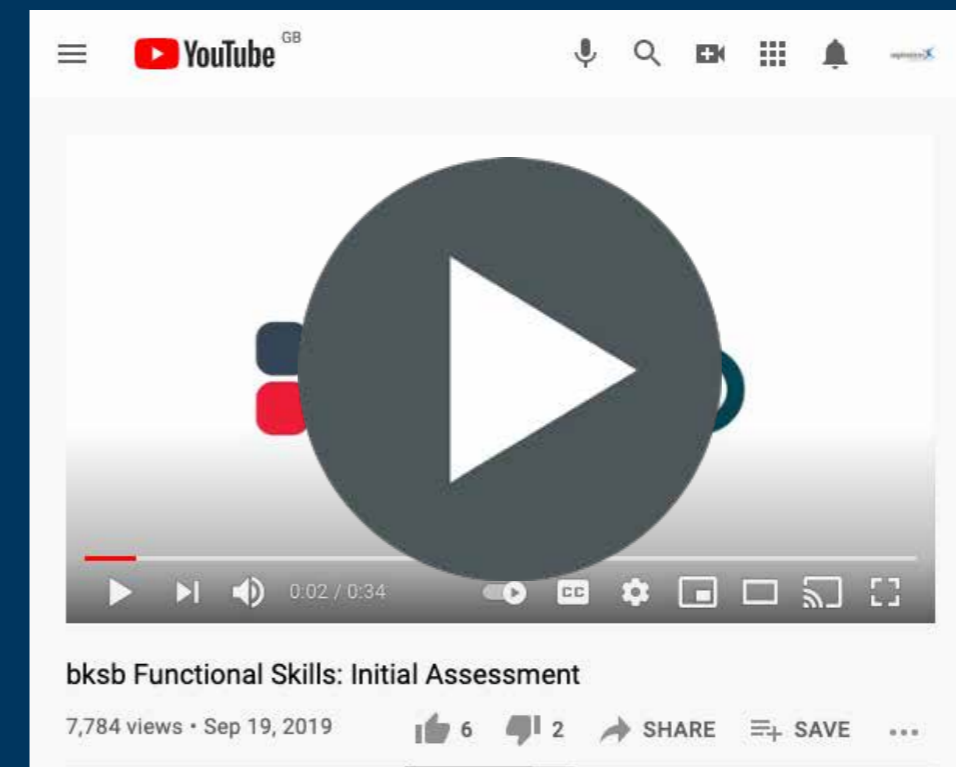 YouTube GB
0:02 / 0:34
CC
bksb Functional Skills: Initial Assessment
7,784 views • Sep 19, 2019 6 2 SHARE SAVE